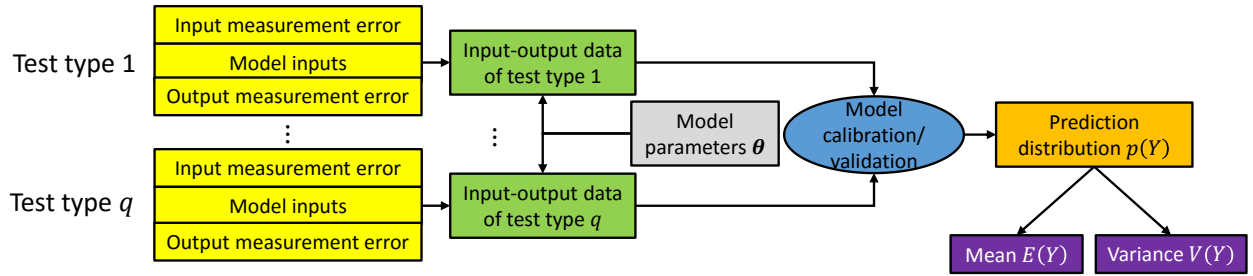 Test type 1
Input measurement error
Model inputs
Output measurement error
Input-output data
of test type 1
⋮
⋮
Model
parameters θ
Model
calibration/
validation
Prediction
distribution p(Y)
Test type q
Input measurement error
Model inputs
Output measurement error
Input-output data
of test type q
Mean E(Y)
Variance V(Y)